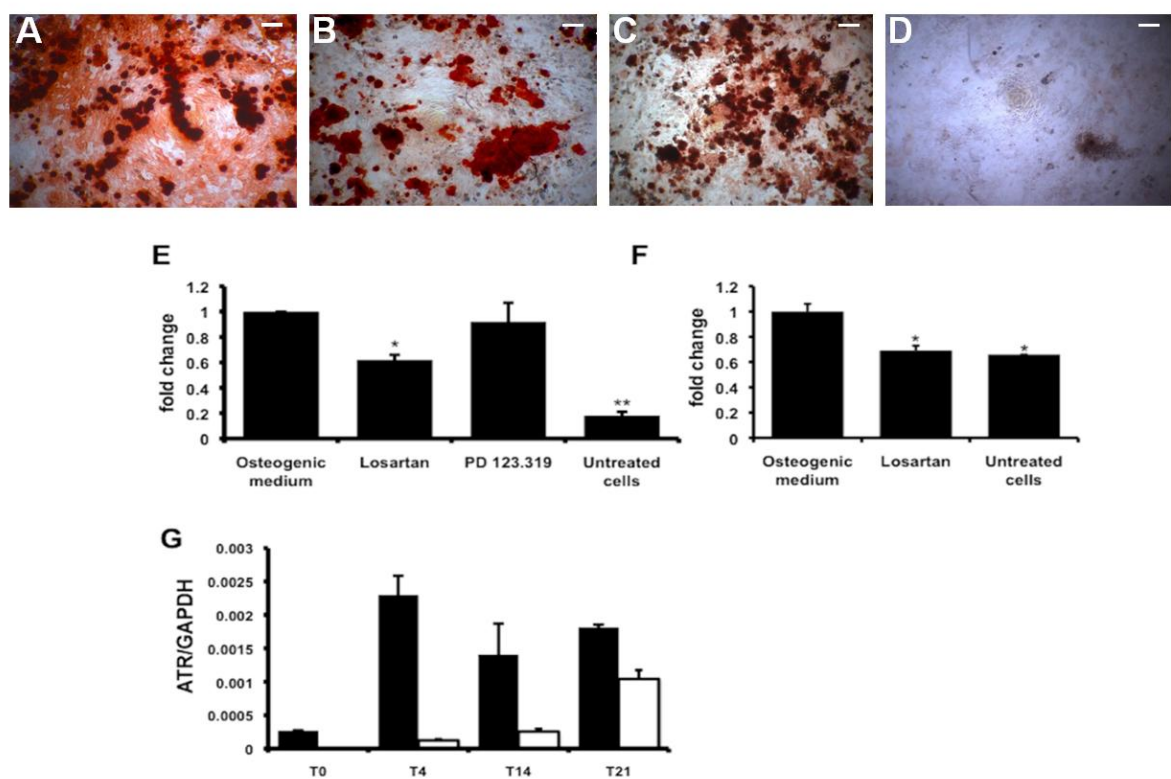 A
B
C
D
E
F
1.2
1
0.8
0.6
0.4
0.2
0
fold change
*
**
Osteogenic medium
Losartan
PD 123.319
Untreated cells
1.2
1
0.8
0.6
0.4
0.2
0
fold change
*
*
Osteogenic medium
Losartan
Untreated cells
G
0.003
0.0025
0.002
0.0015
0.001
0.0005
0
ATR/GAPDH
T0
T4
T14
T21